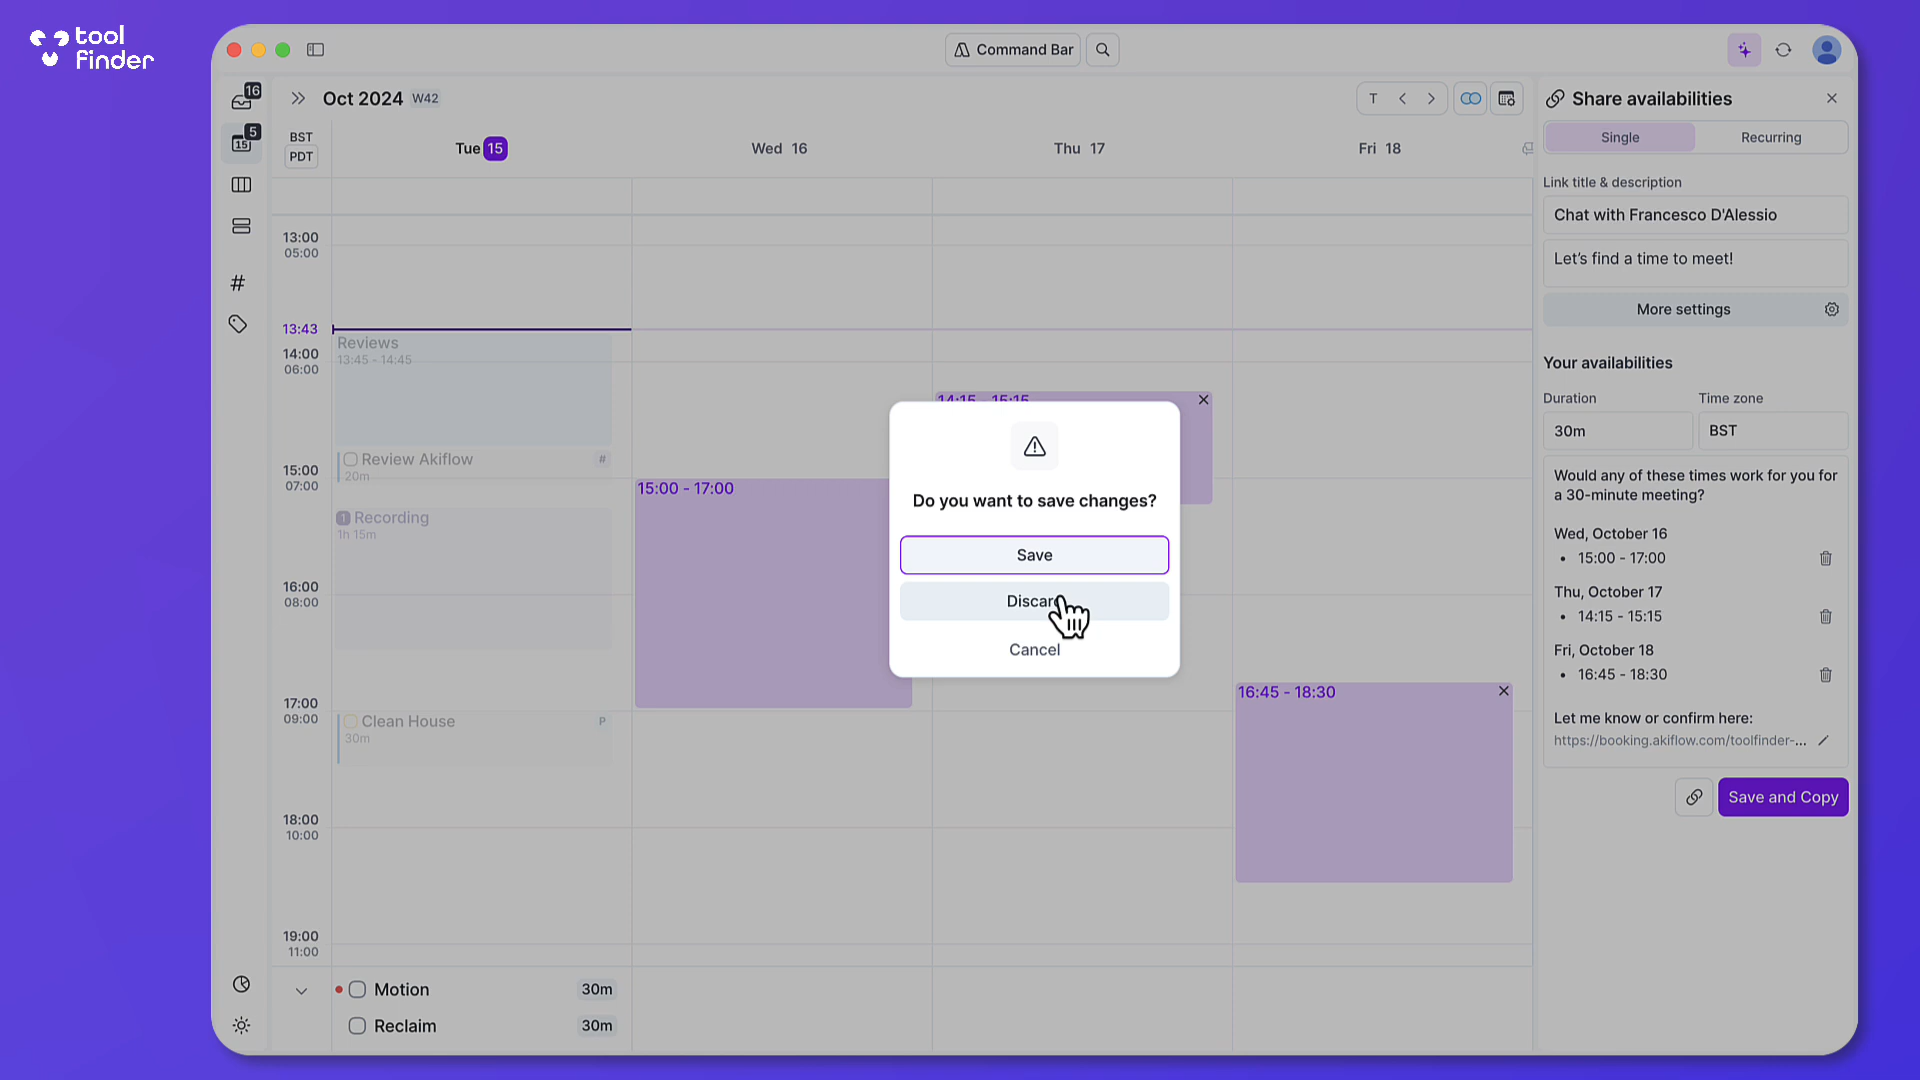 tool
finder
Command Bar
16
5
15
Oct 2024 W42
T
BST
PDT
Tue 15
Wed 16
Thu 17
Fri 18
13:00
05:00
13:43
14:00
06:00
15:00
07:00
16:00
08:00
17:00
09:00
18:00
10:00
19:00
11:00
Reviews
13:45 - 14:45
Review Akiflow #
20m
1 Recording
1h 15m
Clean House P
30m
15:00 - 17:00
14:15 - 15:15
16:45 - 18:30
Motion 30m
Reclaim 30m
Do you want to save changes?
Save
Discard
Cancel
Share availabilities
Single Recurring
Link title & description
Chat with Francesco D'Alessio
Let's find a time to meet!
More settings
Your availabilities
Duration Time zone
30m BST
Would any of these times work for you for
a 30-minute meeting?
Wed, October 16
• 15:00 - 17:00
Thu, October 17
• 14:15 - 15:15
Fri, October 18
• 16:45 - 18:30
Let me know or confirm here:
https://booking.akiflow.com/toolfinder-...
Save and Copy